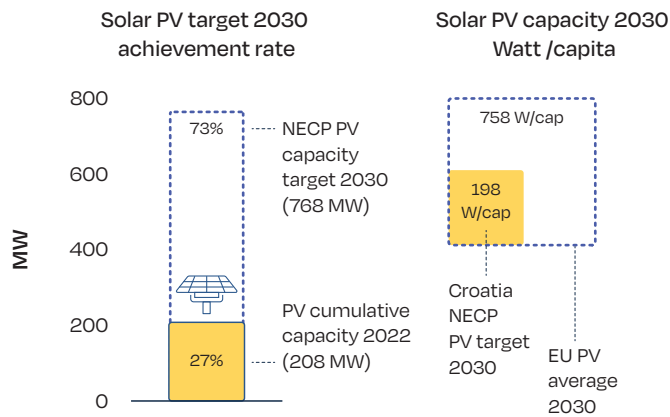 Solar PV target 2030
achievement rate
MW
800
600
400
200
0
73%
27%
NECP PV
capacity
target 2030
(768 MW)
PV cumulative
capacity 2022
(208 MW)
Solar PV capacity 2030
Watt /capita
758 W/cap
198
W/cap
Croatia
NECP
PV target
2030
EU PV
average
2030